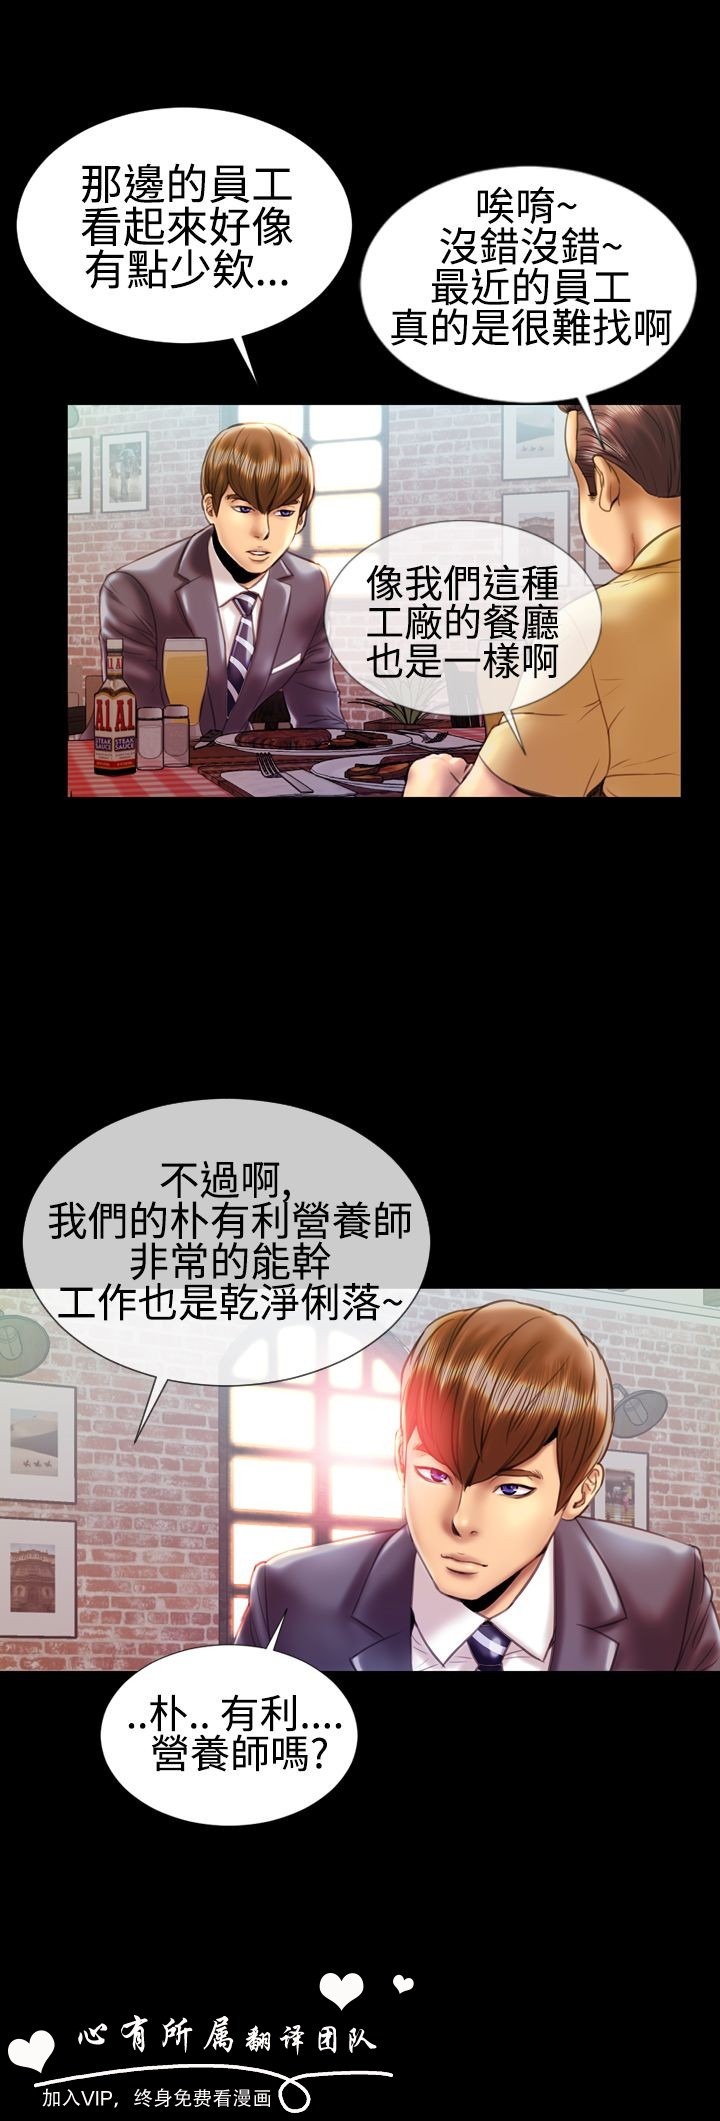 那邊的員工
看起來好像
有點少欸...
唉唷~
沒錯沒錯~
最近的員工
真的是很難找啊
像我們這種
工廠的餐廳
也是一樣啊
A1
A1
STEAK
SAUCE
不過啊,
我們的朴有利營養師
非常的能幹
工作也是乾淨俐落~
..朴.. 有利....
營養師嗎?
心有所属翻译团队
加入VIP，终身免费看漫画